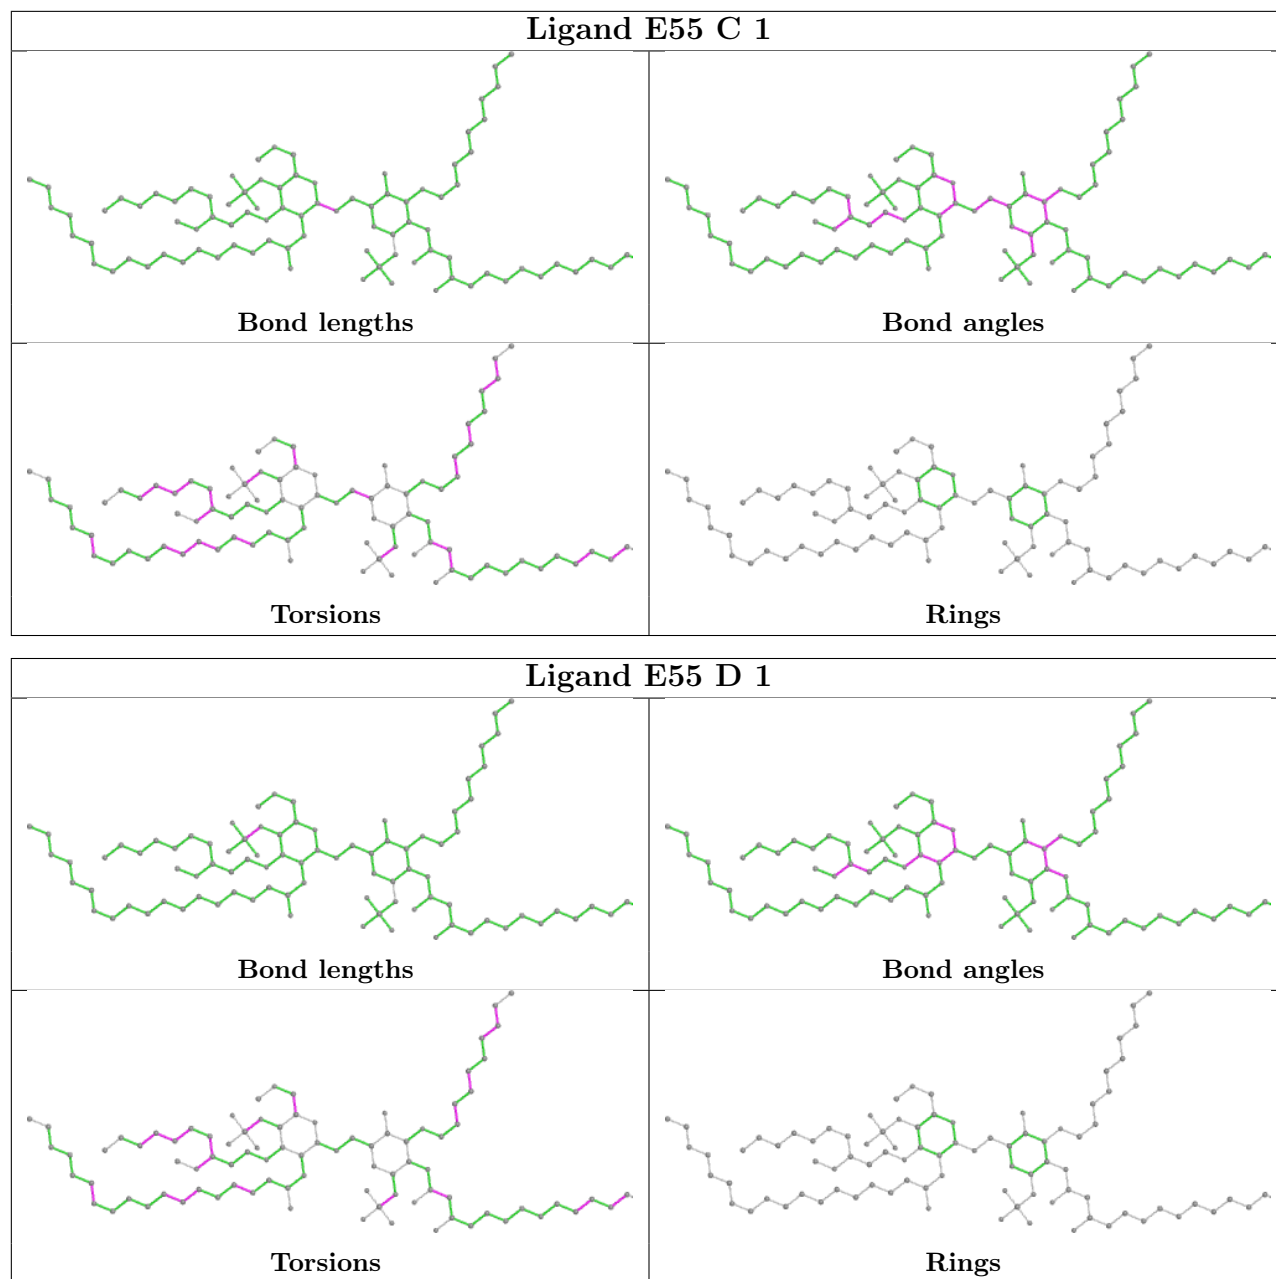 Ligand E55 C 1
Bond lengths
Bond angles
Torsions
Rings
Ligand E55 D 1
Bond lengths
Bond angles
Torsions
Rings